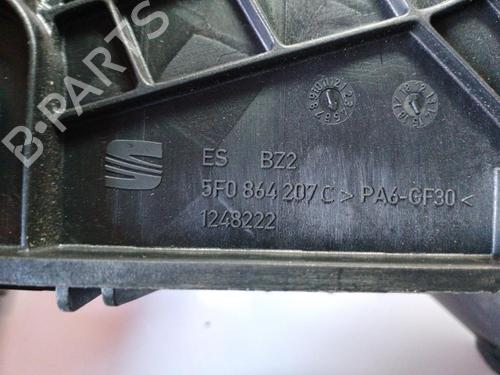 B-PARTS
ES BZ2
5F0 864 207 C > PA6-GF30 <
1248222